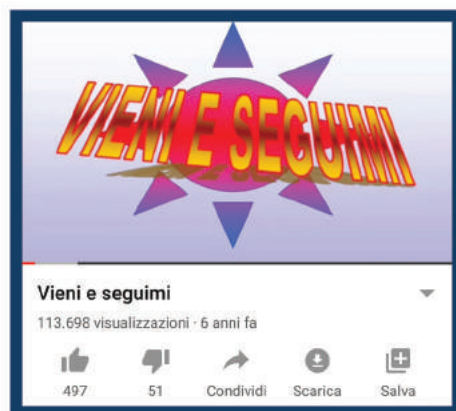 VIENI E SEGUIMI
Vieni e seguimi
113.698 visualizzazioni · 6 anni fa
497 51 Condividi Scarica Salva